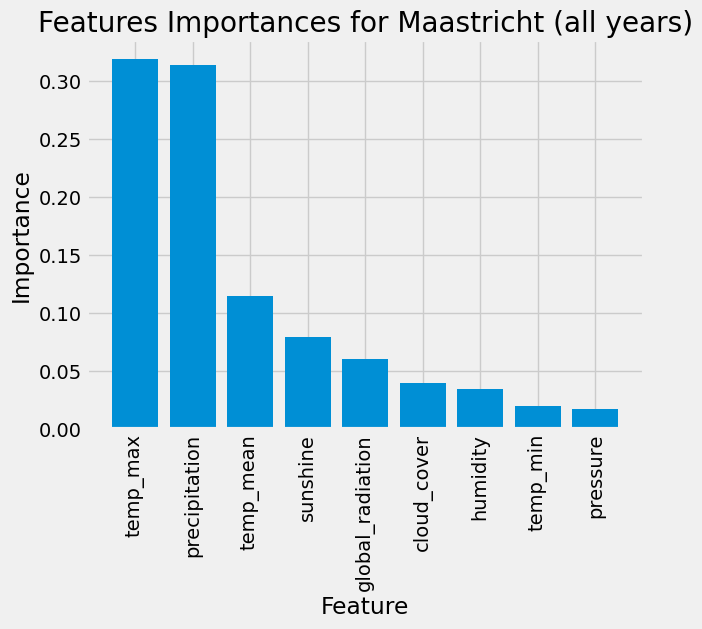 Features Importances for Maastricht (all years)
0.30
0.25
0.20
0.15
0.10
0.05
0.00
Importance
temp_max
precipitation
temp_mean
sunshine
global_radiation
cloud_cover
humidity
temp_min
pressure
Feature